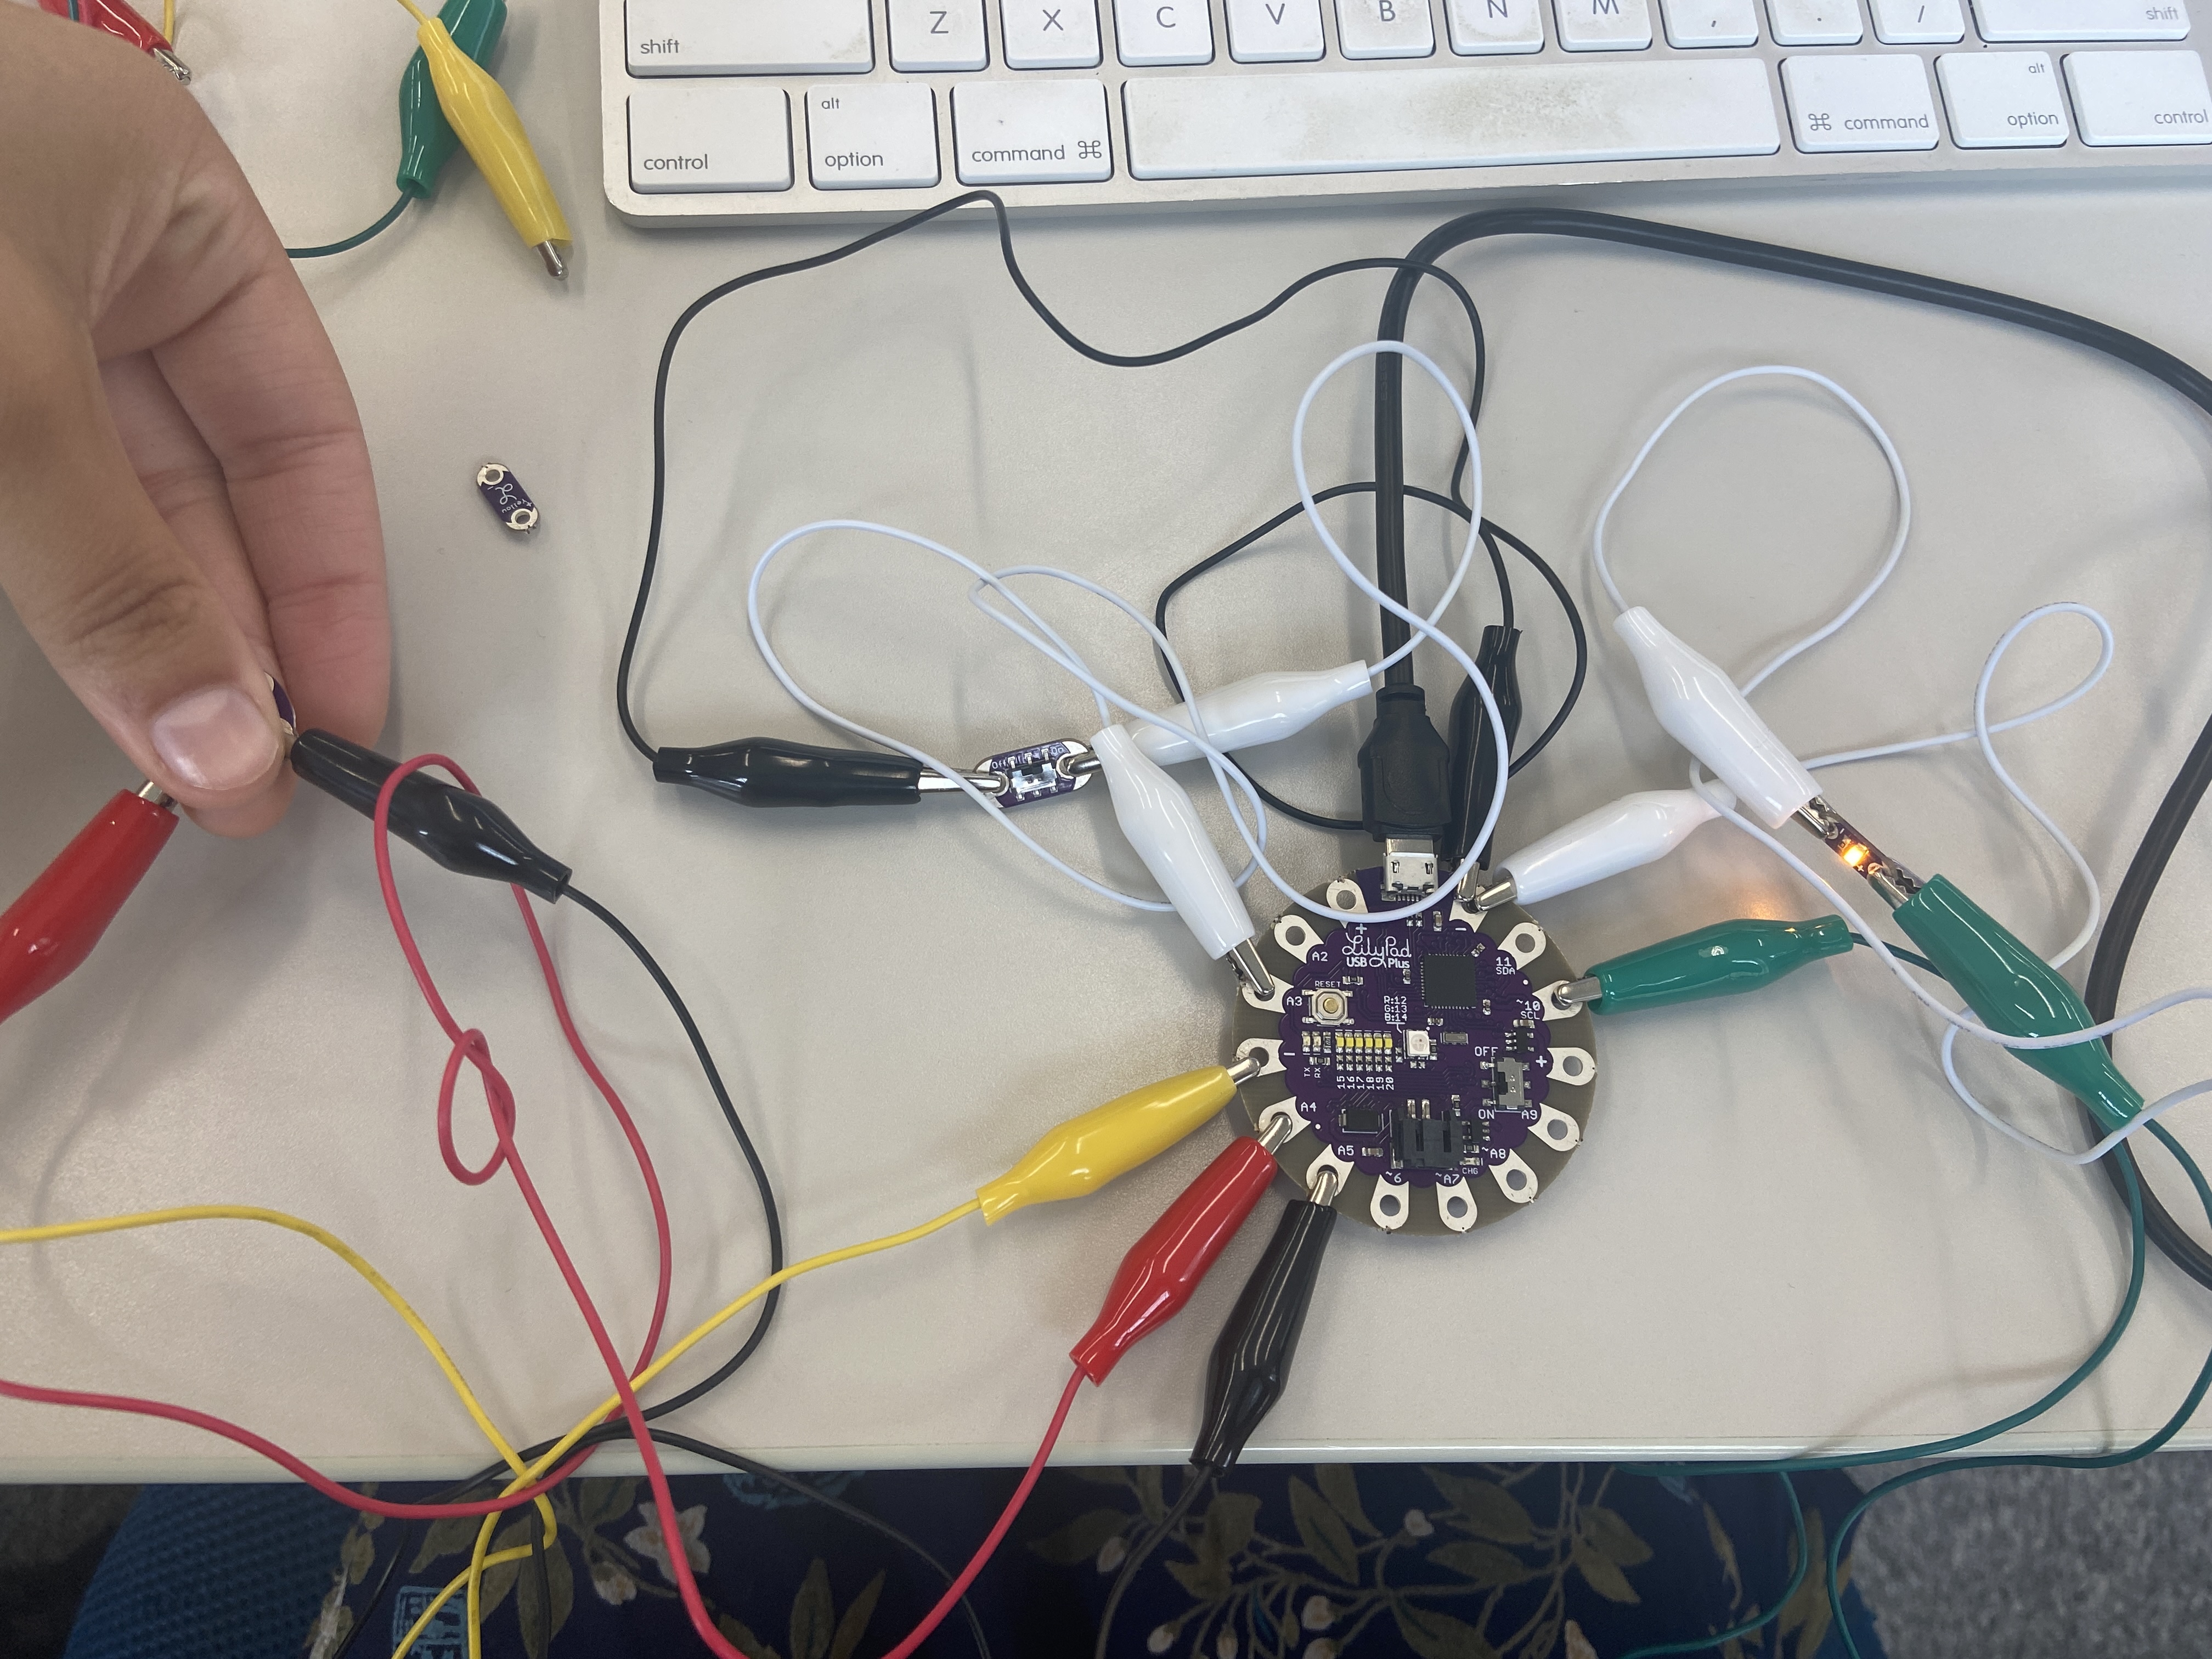 Z X C V B N M , . /
shift
shift
alt
alt
control
option
command ⌘
⌘ command
option
control
Yellow
Off
On
LilyPad
USB Plus
+
-
A2
11
SDA
RESET
A3
R:12
G:13
B:14
~10
SCL
OFF
+
-
TX
RX
15
16
17
18
19
20
ON
A9
A4
A5
~A8
CHG
~6
~A7